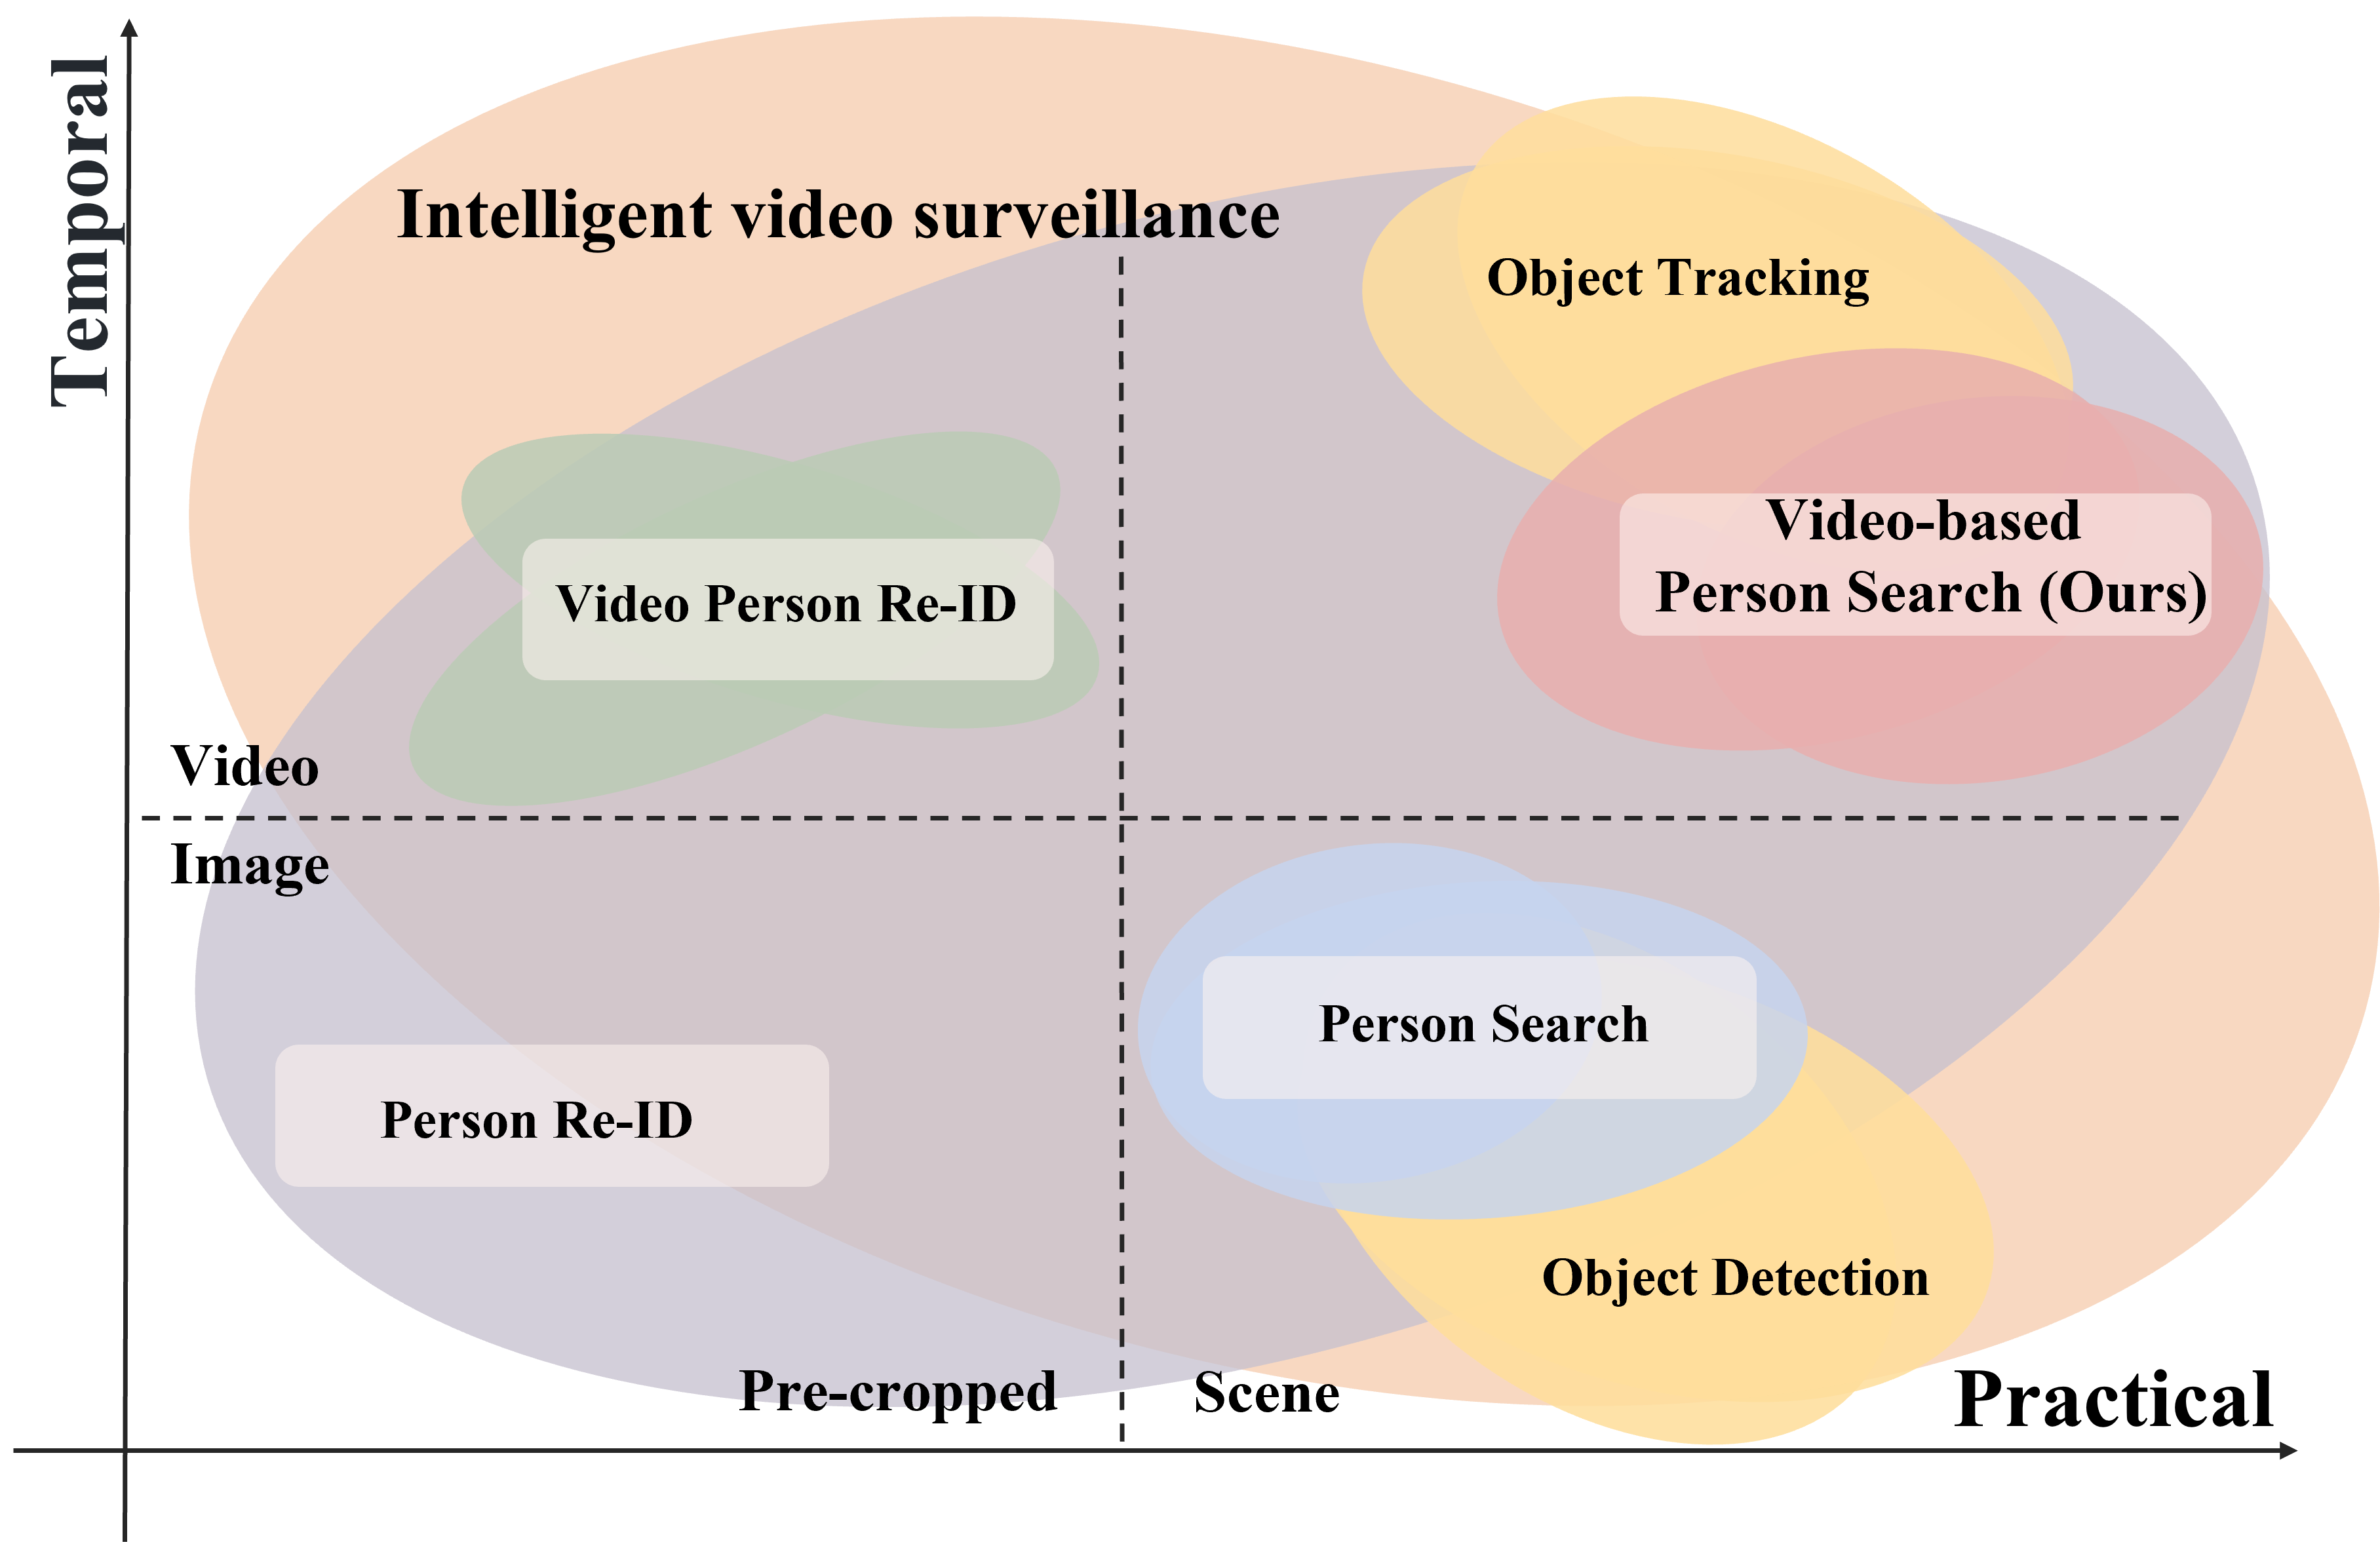 Temporal
Intelligent video surveillance
Object Tracking
Video-based
Person Search (Ours)
Video Person Re-ID
Video
Image
Person Search
Person Re-ID
Object Detection
Pre-cropped
Scene
Practical